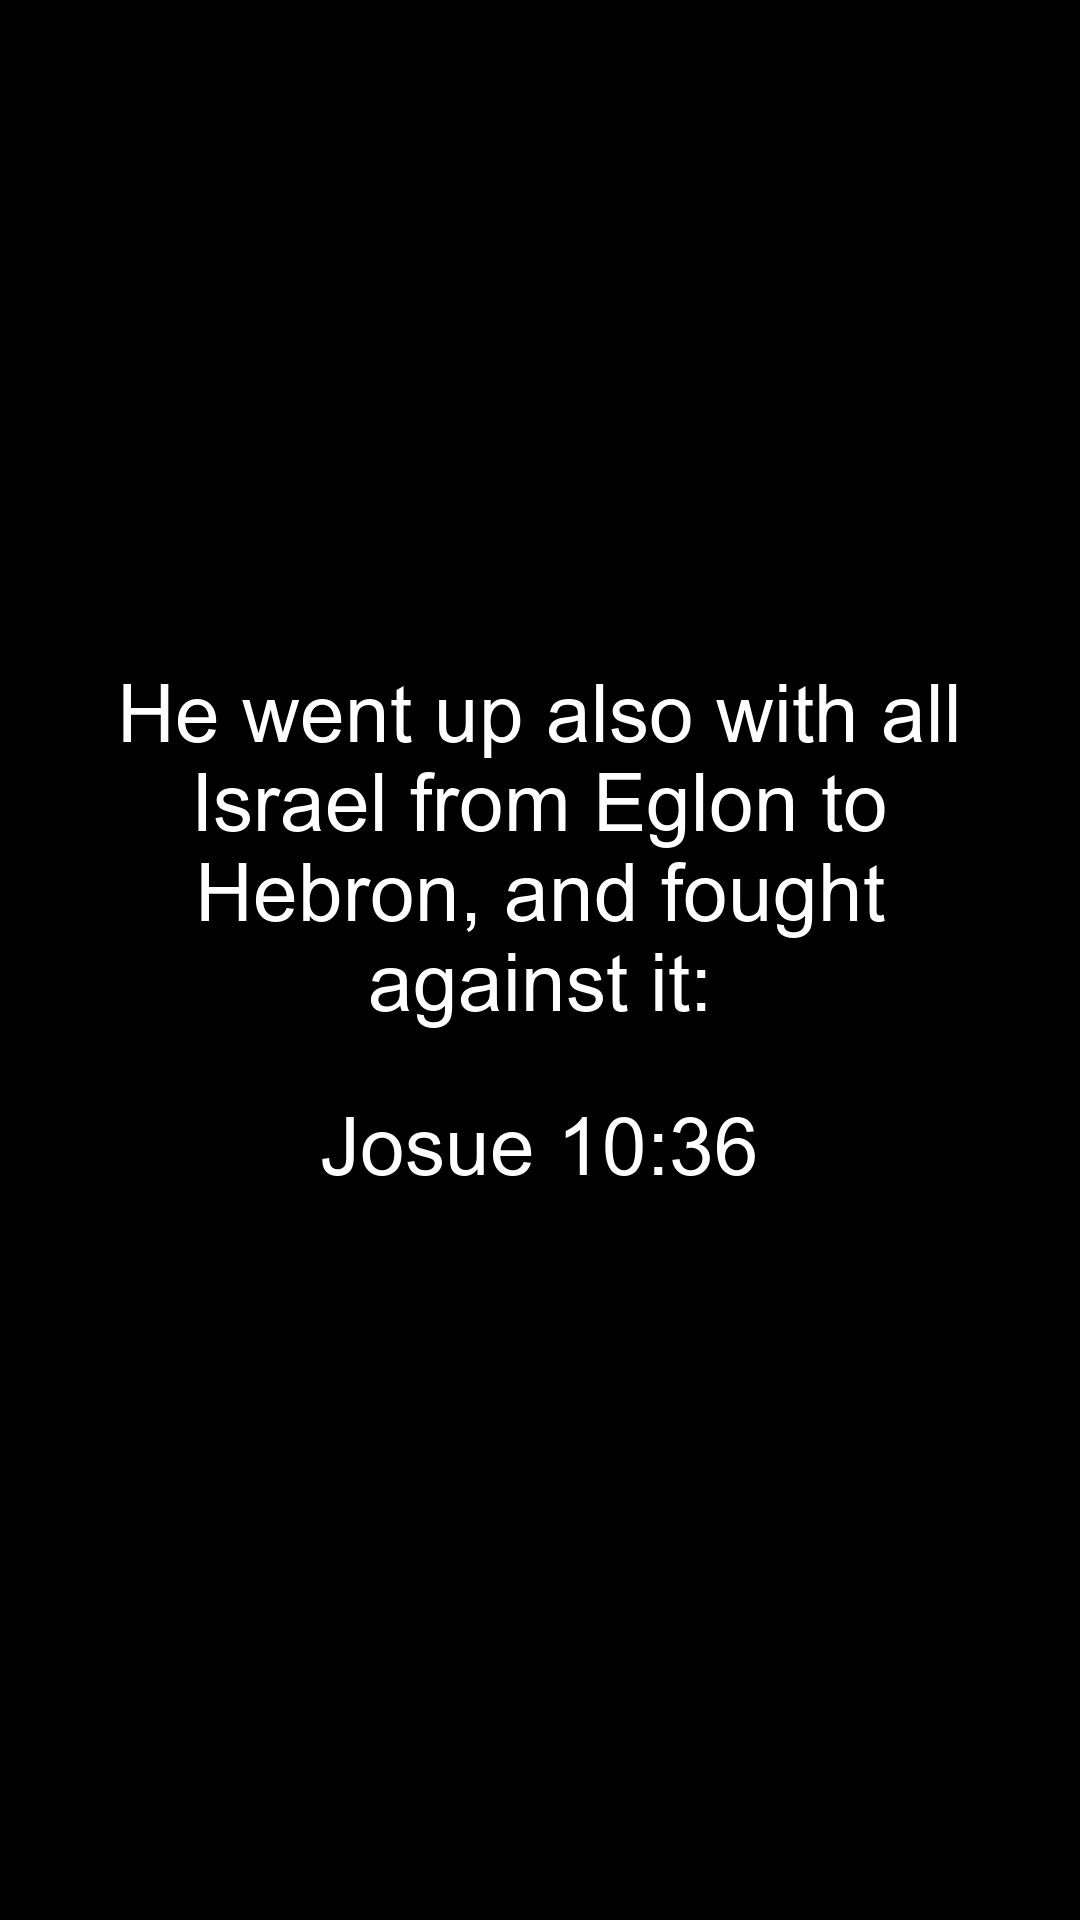 He went up also with all
Israel from Eglon to
Hebron, and fought
against it:
Josue 10:36